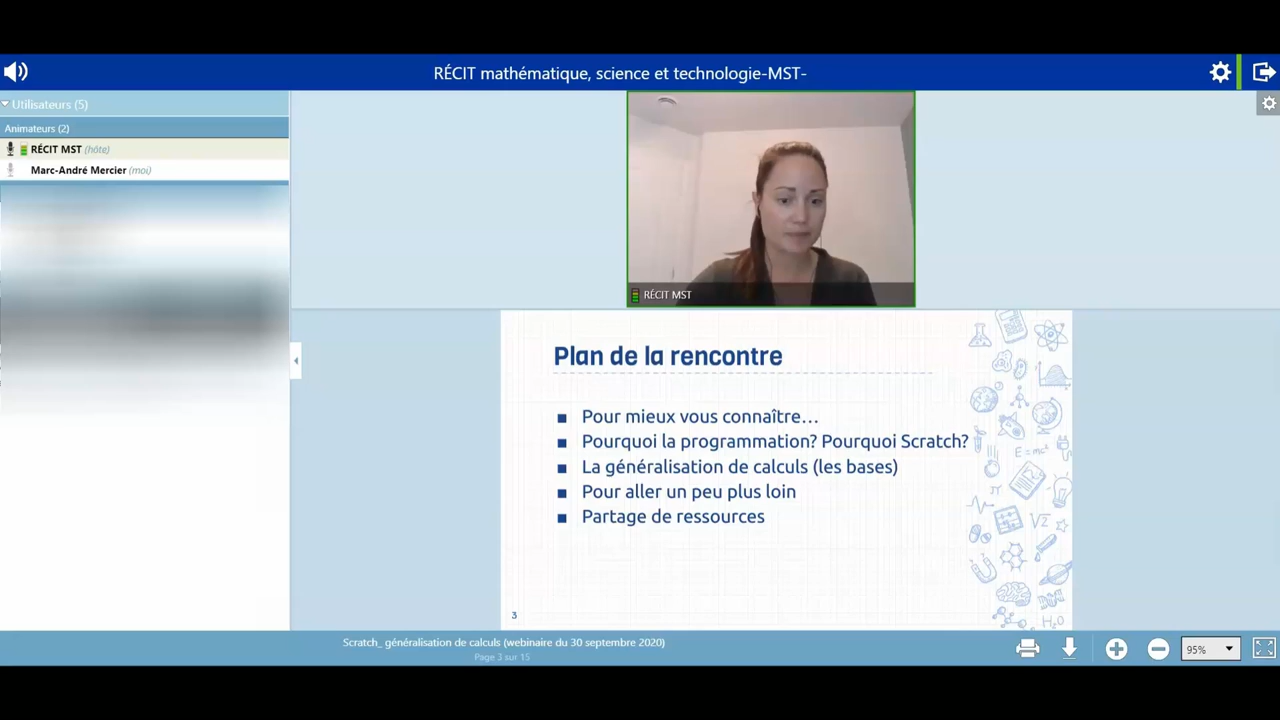 RÉCIT mathématique, science et technologie-MST-
Utilisateurs (5)
Animateurs (2)
RÉCIT MST (hôte)
Marc-André Mercier (moi)
RÉCIT MST
Plan de la rencontre
Pour mieux vous connaître…
Pourquoi la programmation? Pourquoi Scratch?
La généralisation de calculs (les bases)
Pour aller un peu plus loin
Partage de ressources
E=mc²
π
√2
H₂O
3
Scratch_ généralisation de calculs (webinaire du 30 septembre 2020)
Page 3 sur 15
95%